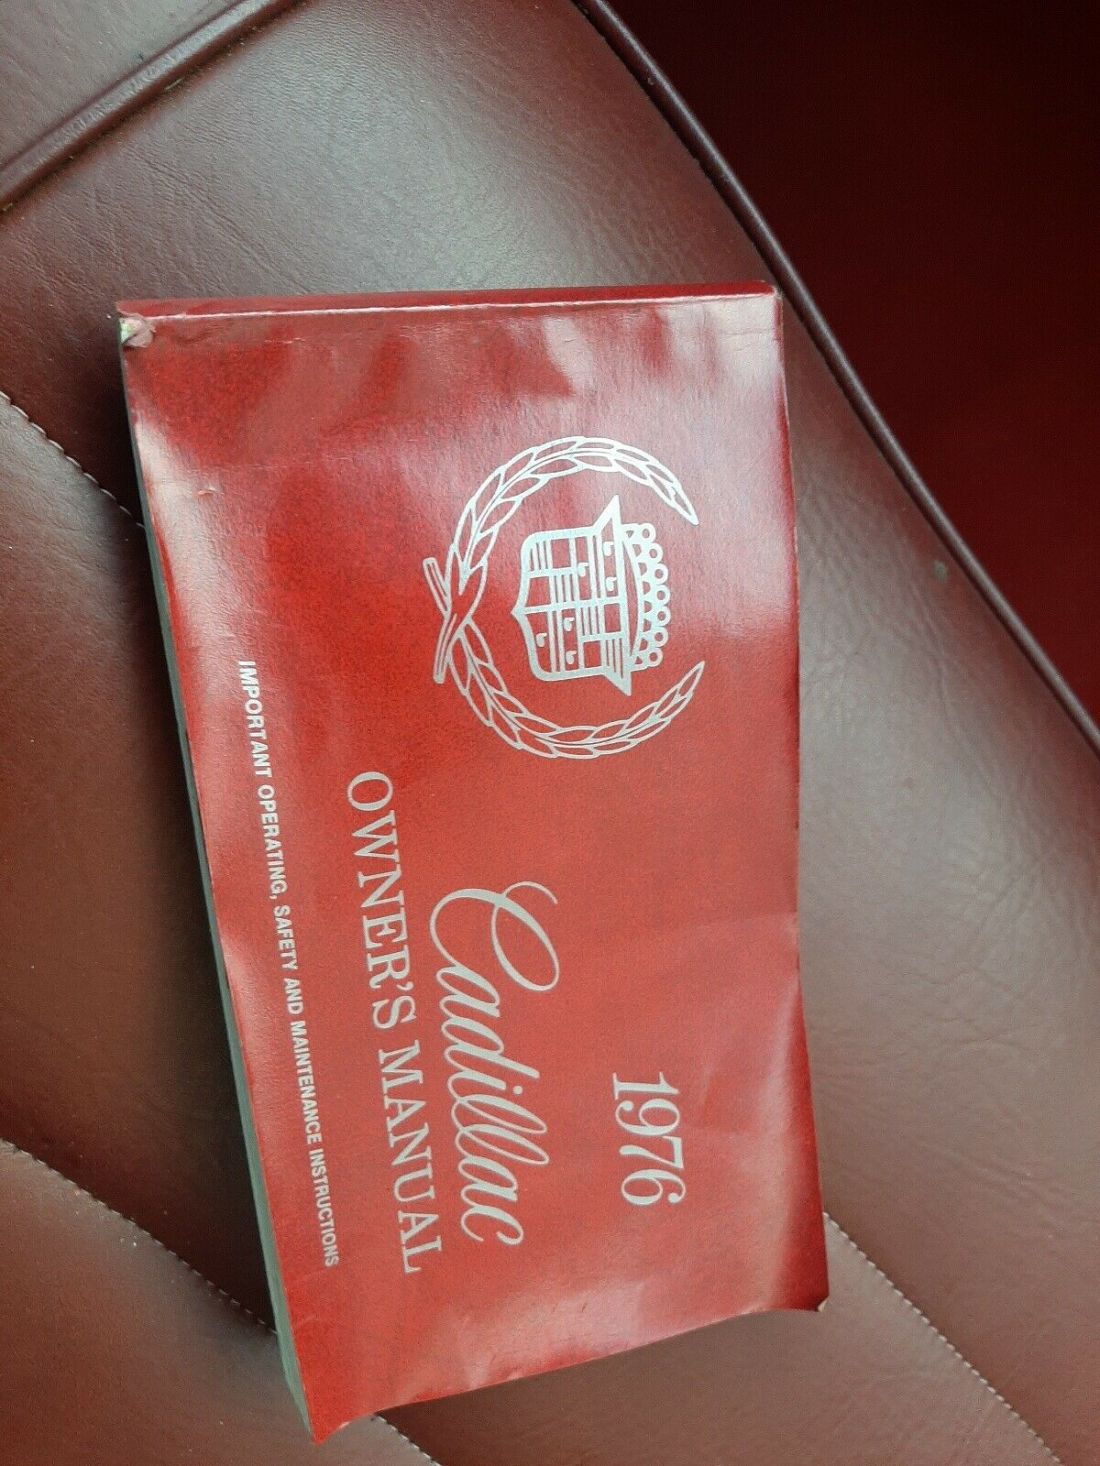 1976
Cadillac
OWNER'S MANUAL
IMPORTANT OPERATING, SAFETY AND MAINTENANCE INSTRUCTIONS